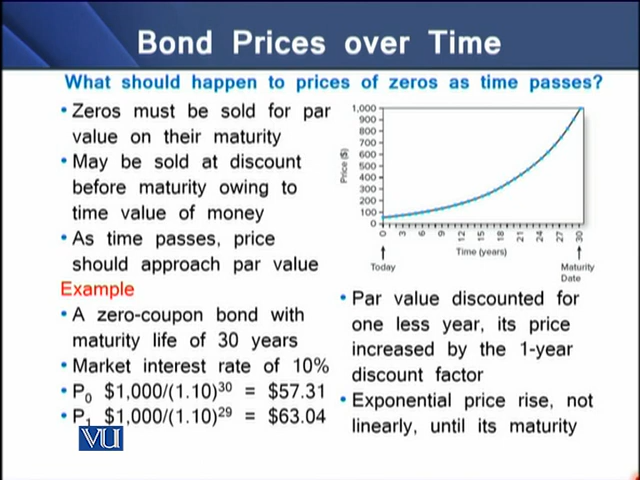 Bond Prices over Time
What should happen to prices of zeros as time passes?
• Zeros must be sold for par
value on their maturity
• May be sold at discount
before maturity owing to
time value of money
• As time passes, price
should approach par value
Example
• A zero-coupon bond with
maturity life of 30 years
• Market interest rate of 10%
• P₀ $1,000/(1.10)³⁰ = $57.31
• P₁ $1,000/(1.10)²⁹ = $63.04
VU
Price ($)
1,000
900
800
700
600
500
400
300
200
100
0
0 3 6 9 12 15 18 21 24 27 30
Time (years)
Today
Maturity
Date
• Par value discounted for
one less year, its price
increased by the 1-year
discount factor
• Exponential price rise, not
linearly, until its maturity